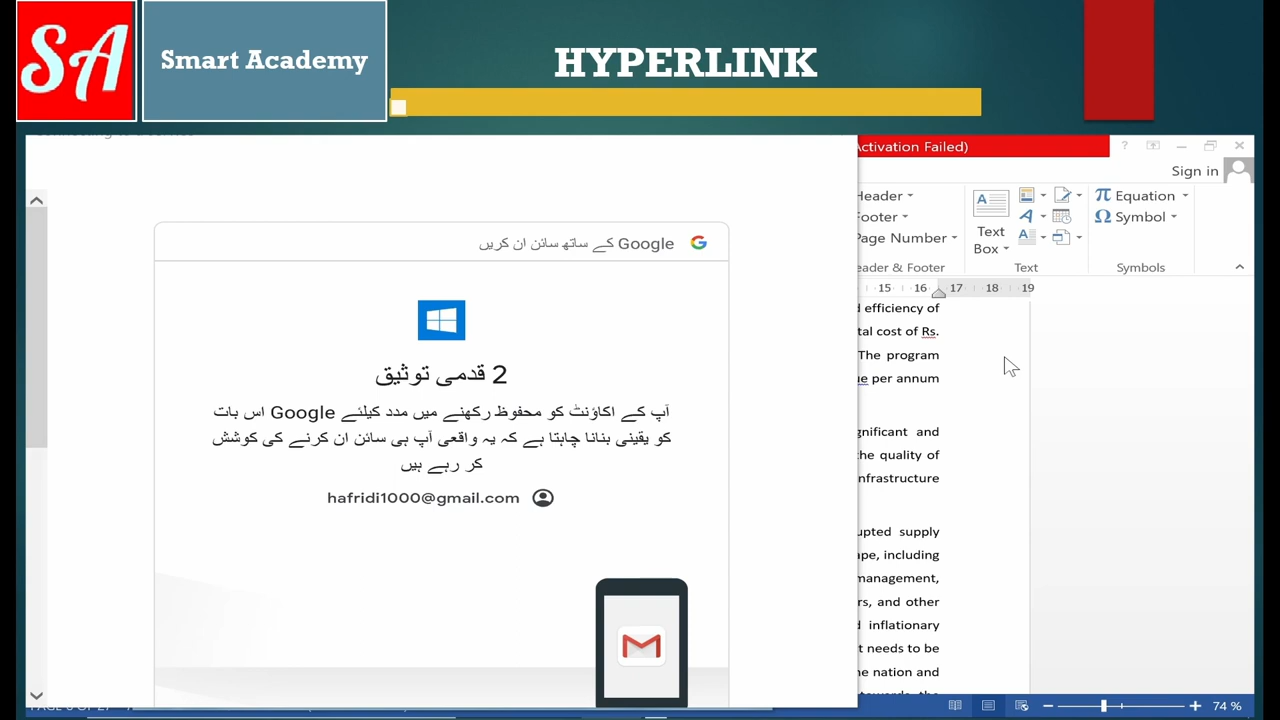 SA
Smart Academy
HYPERLINK
Activation Failed)
Sign in
Google کے ساتھ سائن ان کریں
2 قدمی توثیق
آپ کے اکاؤنٹ کو محفوظ رکھنے میں مدد کیلئے Google اس بات
کو یقینی بنانا چاہتا ہے کہ یہ واقعی آپ ہی سائن ان کرنے کی کوشش
کر رہے ہیں
hafridi1000@gmail.com
Header
Footer
Page Number
eader & Footer
Text
Box
Text
π Equation
Ω Symbol
Symbols
15 16 17 18 19
d efficiency of
tal cost of Rs.
The program
ue per annum
gnificant and
he quality of
nfrastructure
upted supply
ape, including
management,
rs, and other
d inflationary
t needs to be
he nation and
74 %